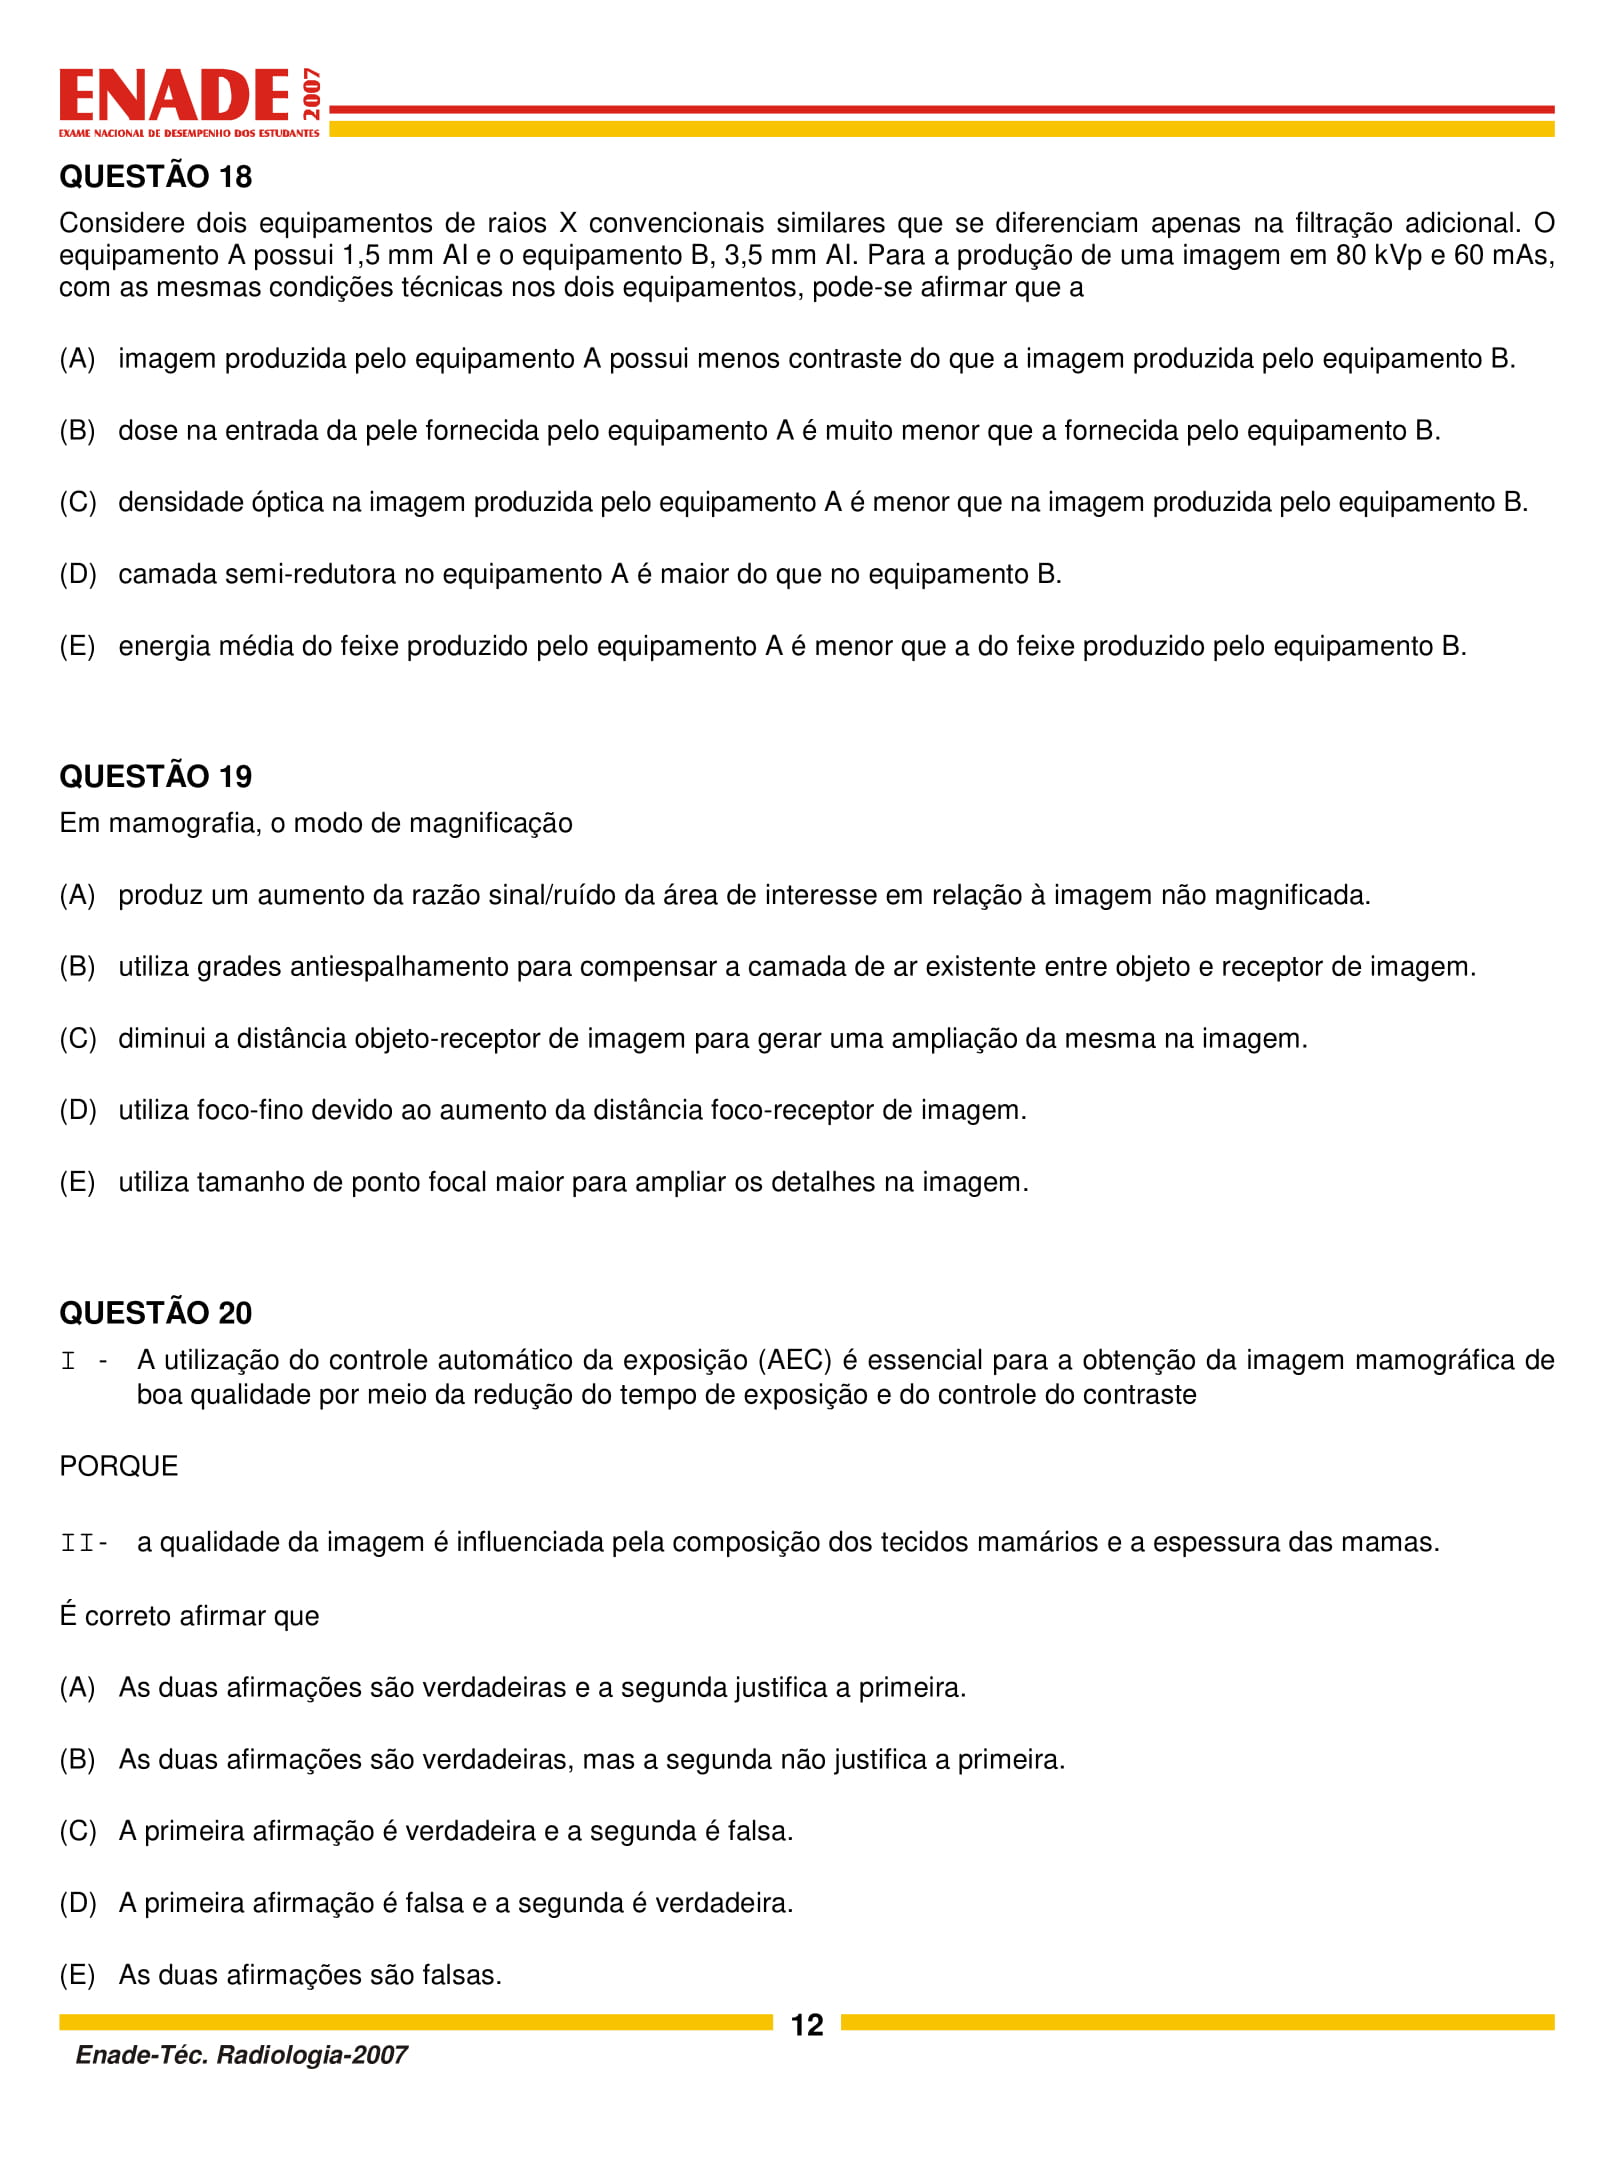 ENADE 2007
EXAME NACIONAL DE DESEMPENHO DOS ESTUDANTES
QUESTÃO 18
Considere dois equipamentos de raios X convencionais similares que se diferenciam apenas na filtração adicional. O
equipamento A possui 1,5 mm Al e o equipamento B, 3,5 mm Al. Para a produção de uma imagem em 80 kVp e 60 mAs,
com as mesmas condições técnicas nos dois equipamentos, pode-se afirmar que a
(A) imagem produzida pelo equipamento A possui menos contraste do que a imagem produzida pelo equipamento B.
(B) dose na entrada da pele fornecida pelo equipamento A é muito menor que a fornecida pelo equipamento B.
(C) densidade óptica na imagem produzida pelo equipamento A é menor que na imagem produzida pelo equipamento B.
(D) camada semi-redutora no equipamento A é maior do que no equipamento B.
(E) energia média do feixe produzido pelo equipamento A é menor que a do feixe produzido pelo equipamento B.
QUESTÃO 19
Em mamografia, o modo de magnificação
(A) produz um aumento da razão sinal/ruído da área de interesse em relação à imagem não magnificada.
(B) utiliza grades antiespalhamento para compensar a camada de ar existente entre objeto e receptor de imagem.
(C) diminui a distância objeto-receptor de imagem para gerar uma ampliação da mesma na imagem.
(D) utiliza foco-fino devido ao aumento da distância foco-receptor de imagem.
(E) utiliza tamanho de ponto focal maior para ampliar os detalhes na imagem.
QUESTÃO 20
I - A utilização do controle automático da exposição (AEC) é essencial para a obtenção da imagem mamográfica de
boa qualidade por meio da redução do tempo de exposição e do controle do contraste
PORQUE
II- a qualidade da imagem é influenciada pela composição dos tecidos mamários e a espessura das mamas.
É correto afirmar que
(A) As duas afirmações são verdadeiras e a segunda justifica a primeira.
(B) As duas afirmações são verdadeiras, mas a segunda não justifica a primeira.
(C) A primeira afirmação é verdadeira e a segunda é falsa.
(D) A primeira afirmação é falsa e a segunda é verdadeira.
(E) As duas afirmações são falsas.
12
Enade-Téc. Radiologia-2007